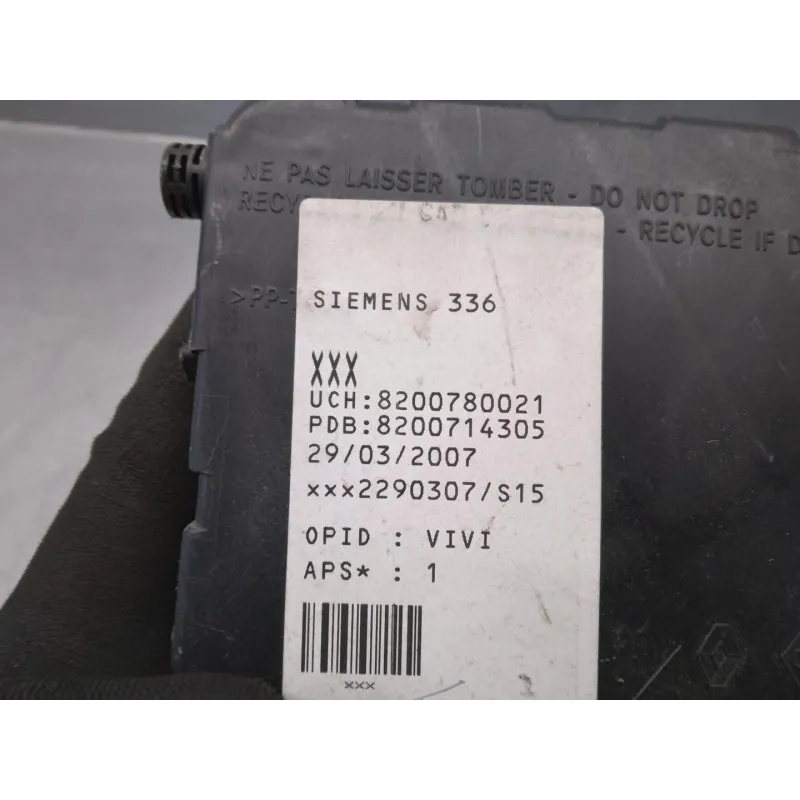 NE PAS LAISSER TOMBER - DO NOT DROP
- RECYCLE IF D
SIEMENS 336
XXX
UCH:8200780021
PDB:8200714305
29/03/2007
xxx2290307/S15
OPID : VIVI
APS* : 1
xxx